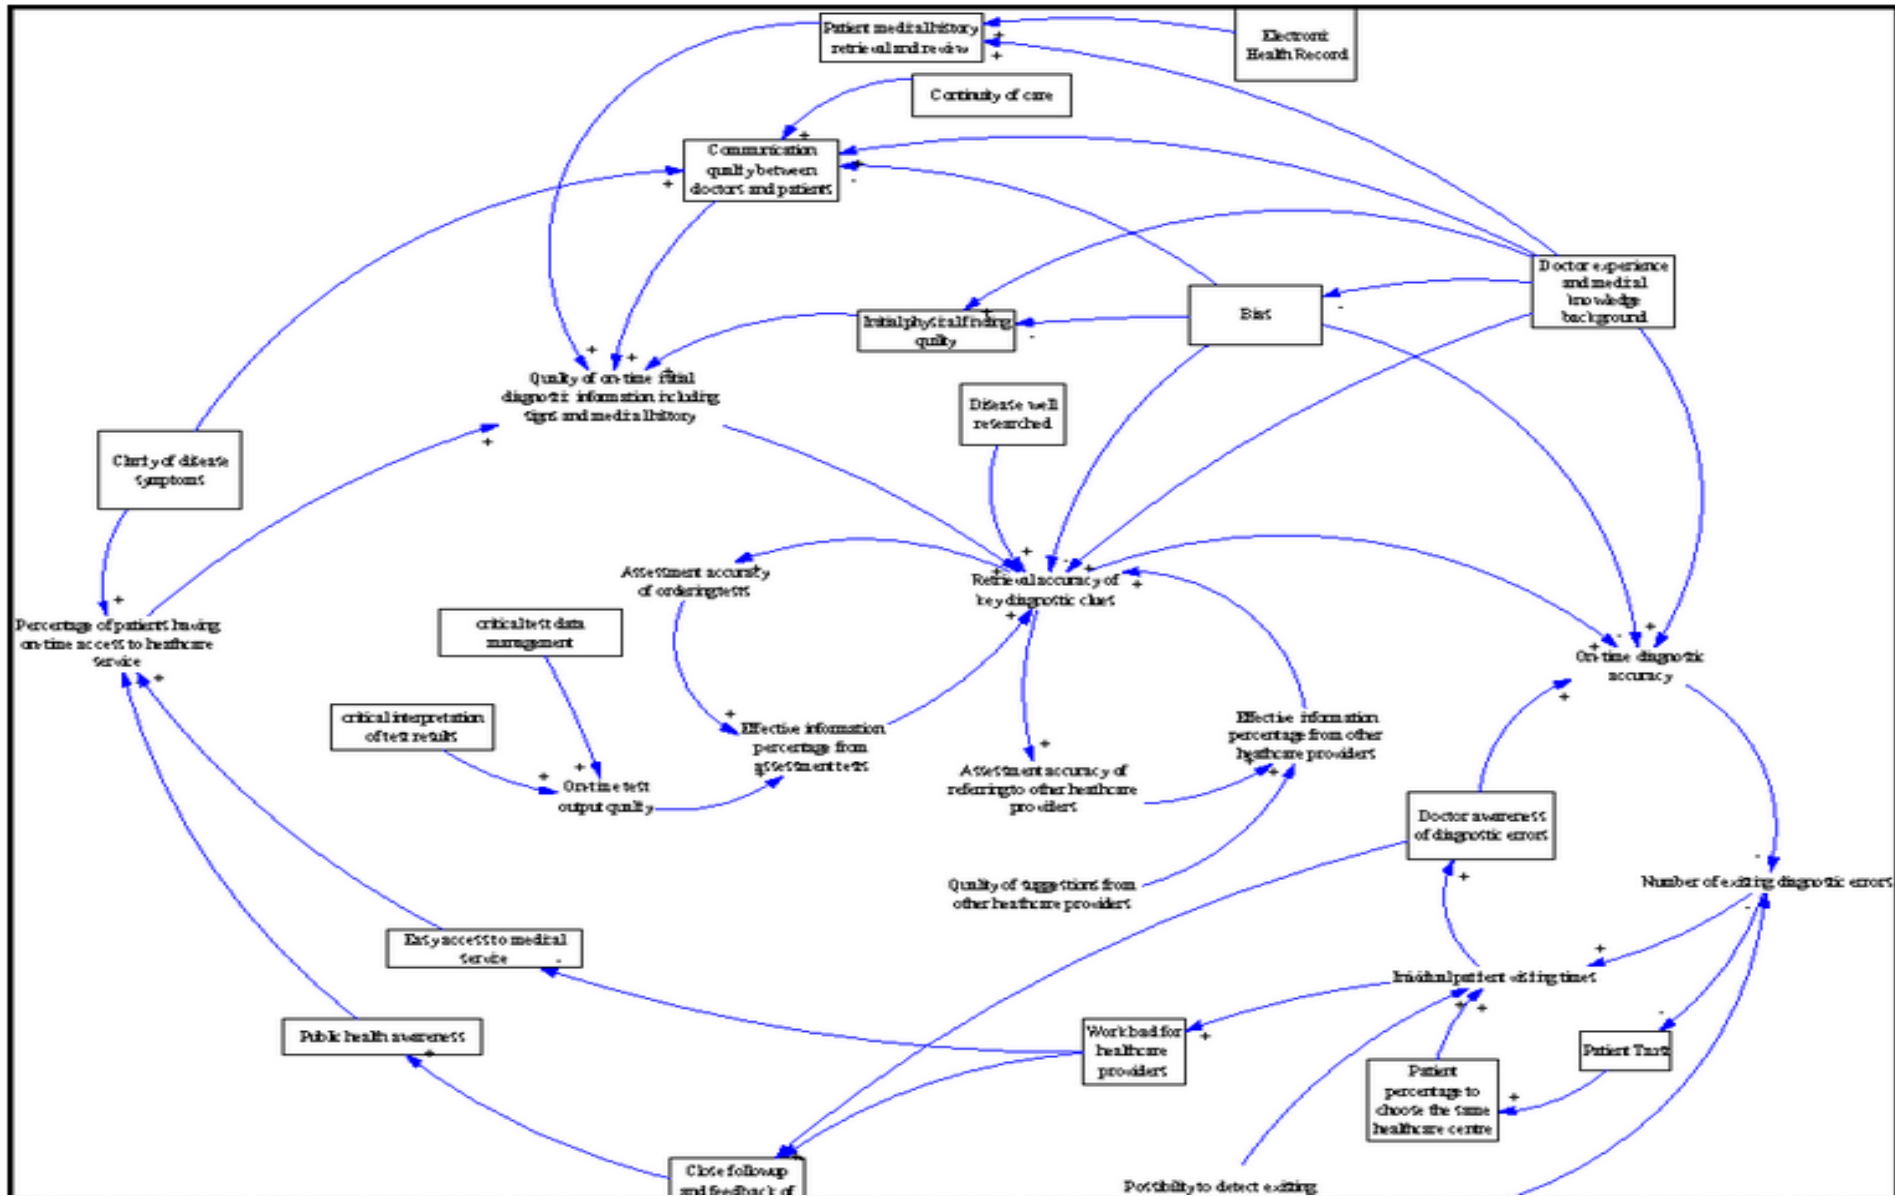 Patient medical history
retrieval and review
Electronic
Health Record
Continuity of care
Communication
quality between
doctors and patients
Doctor experience
and medical
knowledge
background
Bias
Initial physical finding
quality
Quality of on-time initial
diagnostic information including
signs and medical history
Disease well
researched
Clarity of disease
symptoms
Assessment accuracy
of ordering tests
Retrieval accuracy of
key diagnostic clues
critical test data
management
Percentage of patients having
on-time access to healthcare
service
On-time diagnostic
accuracy
critical interpretation
of test results
Effective information
percentage from
assessment tests
Effective information
percentage from other
healthcare providers
On-time test
output quality
Assessment accuracy of
referring to other healthcare
providers
Doctor awareness
of diagnostic errors
Quality of suggestions from
other healthcare providers
Number of existing diagnostic errors
Easy access to medical
service
patient visiting times
Public health awareness
Workload for
healthcare
providers
Patient Trust
Patient
percentage to
choose the same
healthcare centre
Close followup
and feedback of
Possibility to detect existing